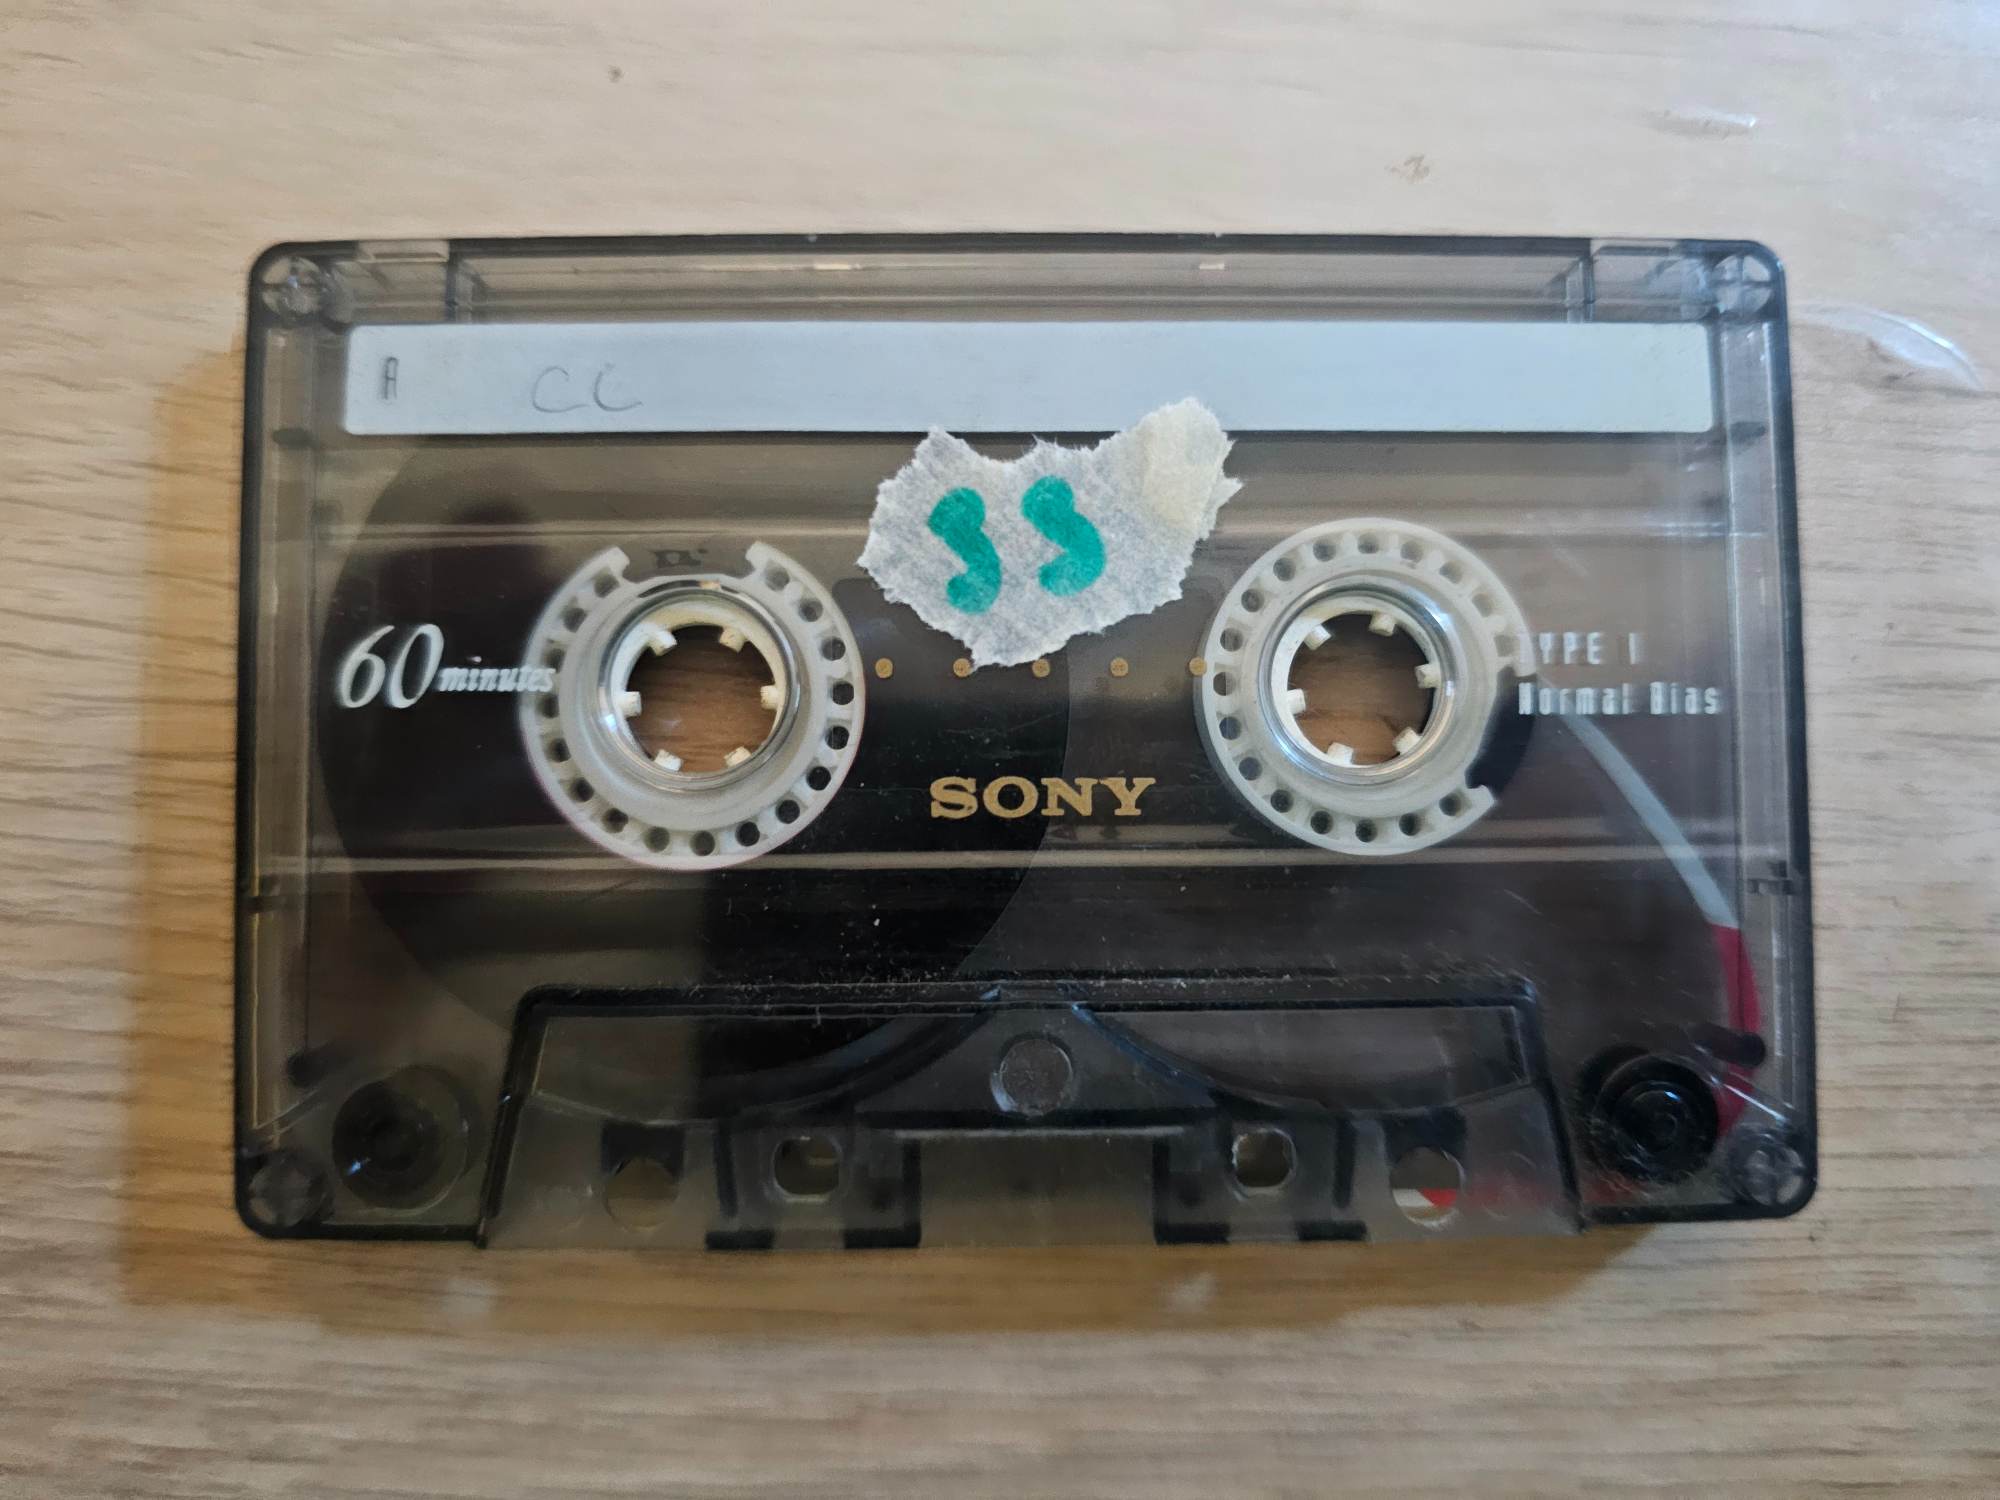 A CC
SS
60 minutes
TYPE I
Normal Bias
SONY